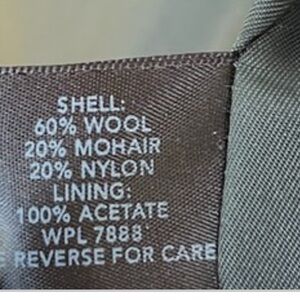 SHELL:
60% WOOL
20% MOHAIR
20% NYLON
LINING:
100% ACETATE
WPL 7888
REVERSE FOR CARE